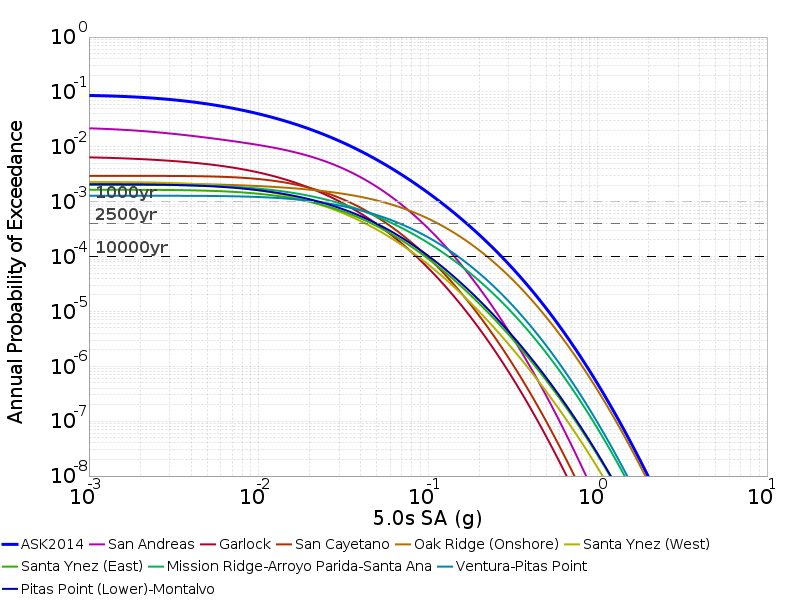 10^0
10^-1
10^-2
10^-3
10^-4
10^-5
10^-6
10^-7
10^-8
Annual Probability of Exceedance
1000yr
2500yr
10000yr
10^-3 10^-2 10^-1 10^0 10^1
5.0s SA (g)
ASK2014 San Andreas Garlock San Cayetano Oak Ridge (Onshore) Santa Ynez (West)
Santa Ynez (East) Mission Ridge-Arroyo Parida-Santa Ana Ventura-Pitas Point
Pitas Point (Lower)-Montalvo